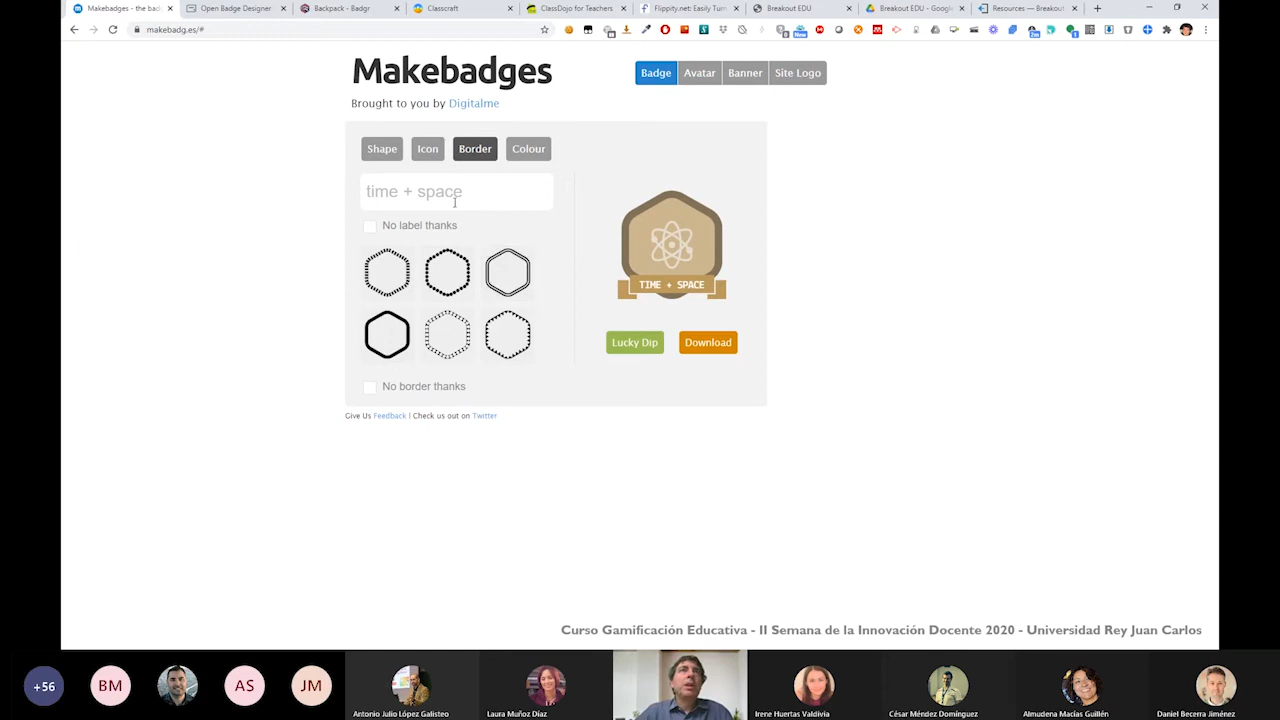 Makebadges - the bad
Open Badge Designer
Backpack - Badgr
Classcraft
ClassDojo for Teachers
Flippity.net: Easily Turn
Breakout EDU
Breakout EDU - Google
Resources — Breakout
makebadg.es/#
Makebadges
Badge
Avatar
Banner
Site Logo
Brought to you by Digitalme
Shape
Icon
Border
Colour
time + space
No label thanks
TIME + SPACE
Lucky Dip
Download
No border thanks
Give Us Feedback | Check us out on Twitter
Curso Gamificación Educativa - II Semana de la Innovación Docente 2020 - Universidad Rey Juan Carlos
+56
BM
AS
JM
Antonio Julio López Galisteo
Laura Muñoz Díaz
Irene Huertas Valdivia
César Méndez Domínguez
Almudena Macías Guillén
Daniel Becerra Jiménez